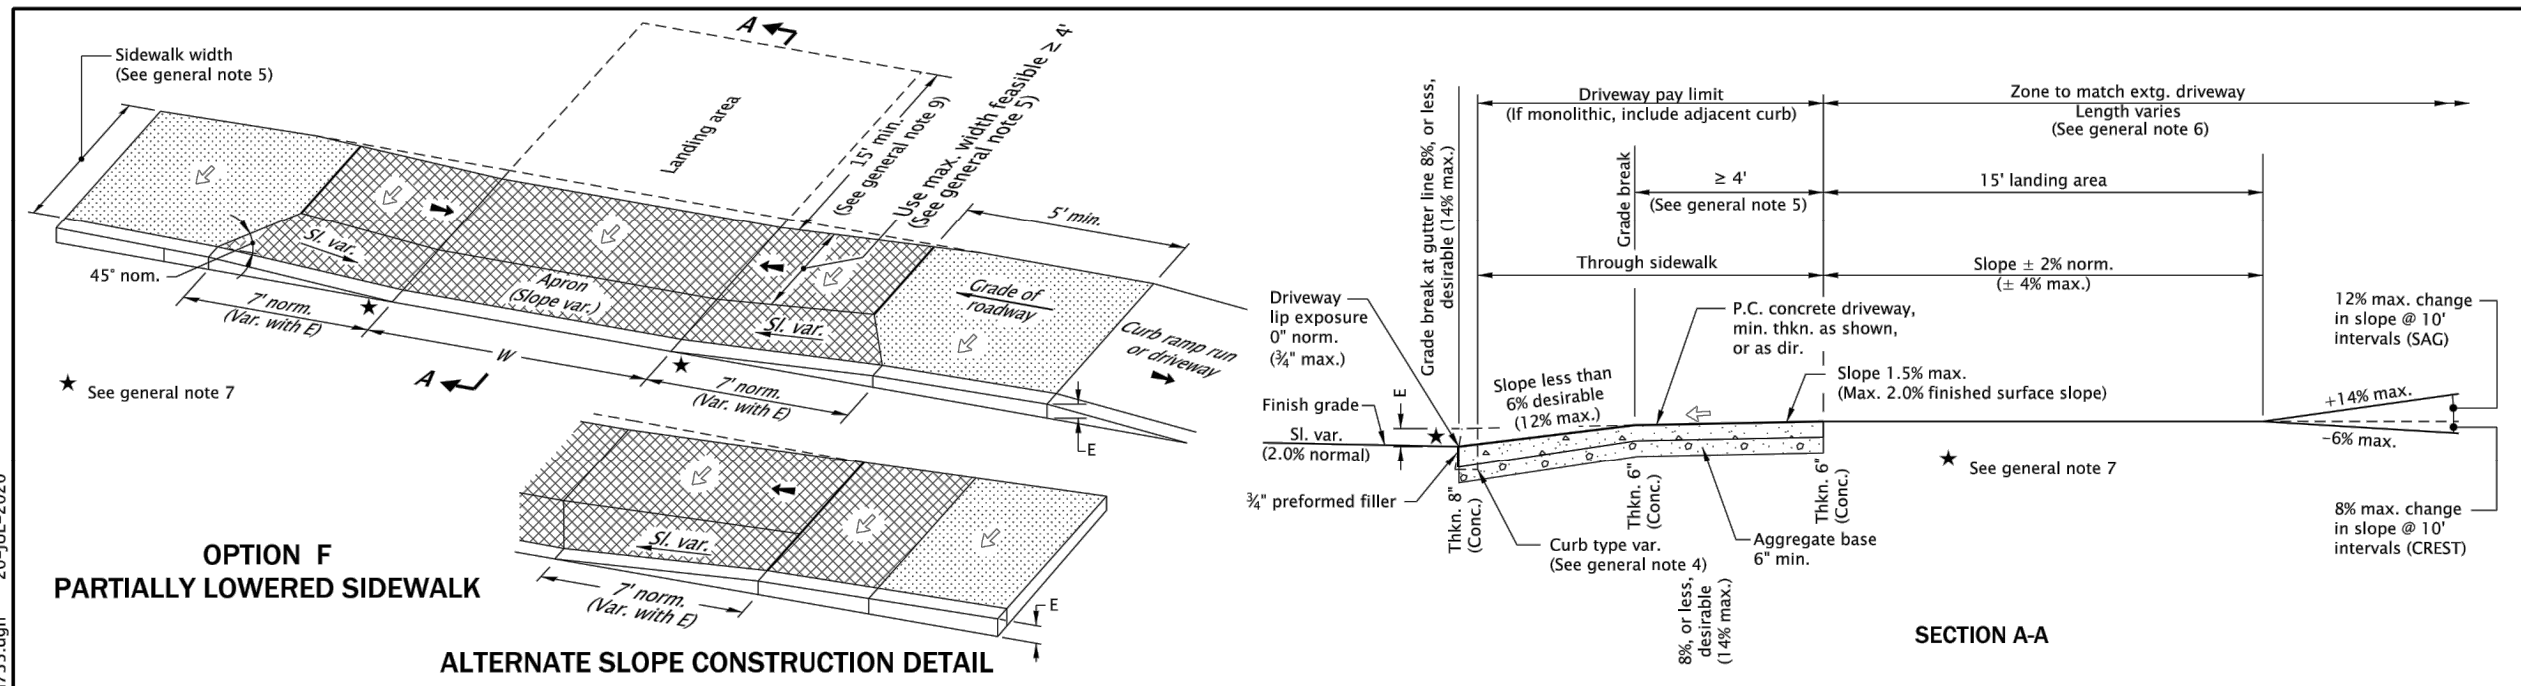 Sidewalk width
(See general note 5)
A
Landing area
15' min.
(See general note 9)
Use max. width feasible ≥ 4'
(See general note 5)
5' min.
Sl. var.
45° nom.
7' norm.
(Var. with E)
Apron
(Slope var.)
Sl. var.
Grade of
roadway
Curb ramp run
or driveway
W
A
7' norm.
(Var. with E)
E
★ See general note 7
Sl. var.
7' norm.
(Var. with E)
E
OPTION F
PARTIALLY LOWERED SIDEWALK
ALTERNATE SLOPE CONSTRUCTION DETAIL
Grade break at gutter line 8%, or less,
desirable (14% max.)
Driveway pay limit
(If monolithic, include adjacent curb)
Zone to match extg. driveway
Length varies
(See general note 6)
Grade break
≥ 4'
(See general note 5)
15' landing area
Through sidewalk
Slope ± 2% norm.
(± 4% max.)
Driveway
lip exposure
0" norm.
(¾" max.)
P.C. concrete driveway,
min. thkn. as shown,
or as dir.
12% max. change
in slope @ 10'
intervals (SAG)
Slope less than
6% desirable
(12% max.)
Slope 1.5% max.
(Max. 2.0% finished surface slope)
E
Finish grade
Sl. var.
(2.0% normal)
+14% max.
-6% max.
★ See general note 7
¾" preformed filler
Thkn. 8"
(Conc.)
Thkn. 6"
(Conc.)
Thkn. 6"
(Conc.)
Curb type var.
(See general note 4)
Aggregate base
6" min.
8% max. change
in slope @ 10'
intervals (CREST)
8%, or less,
desirable
(14% max.)
SECTION A-A
20-JUL-2020